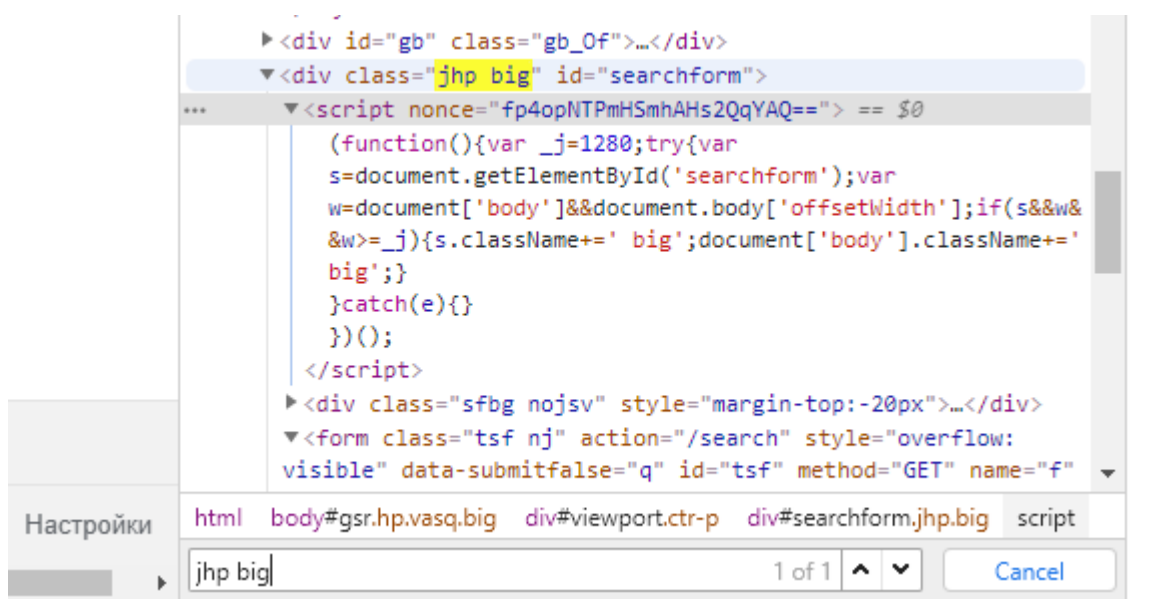 <div id="gb" class="gb_Of">…</div>
<div class="jhp big" id="searchform">
<script nonce="fp4opNTPmHSmhAHs2QqYAQ=="> == $0
(function(){var _j=1280;try{var
s=document.getElementById('searchform');var
w=document['body']&&document.body['offsetWidth'];if(s&&w&
&w>=_j){s.className+=' big';document['body'].className+='
big';}
}catch(e){}
})();
</script>
<div class="sfbg nojsv" style="margin-top:-20px">…</div>
<form class="tsf nj" action="/search" style="overflow:
visible" data-submitfalse="q" id="tsf" method="GET" name="f"
Настройки
html body#gsr.hp.vasq.big div#viewport.ctr-p div#searchform.jhp.big script
jhp big 1 of 1 Cancel